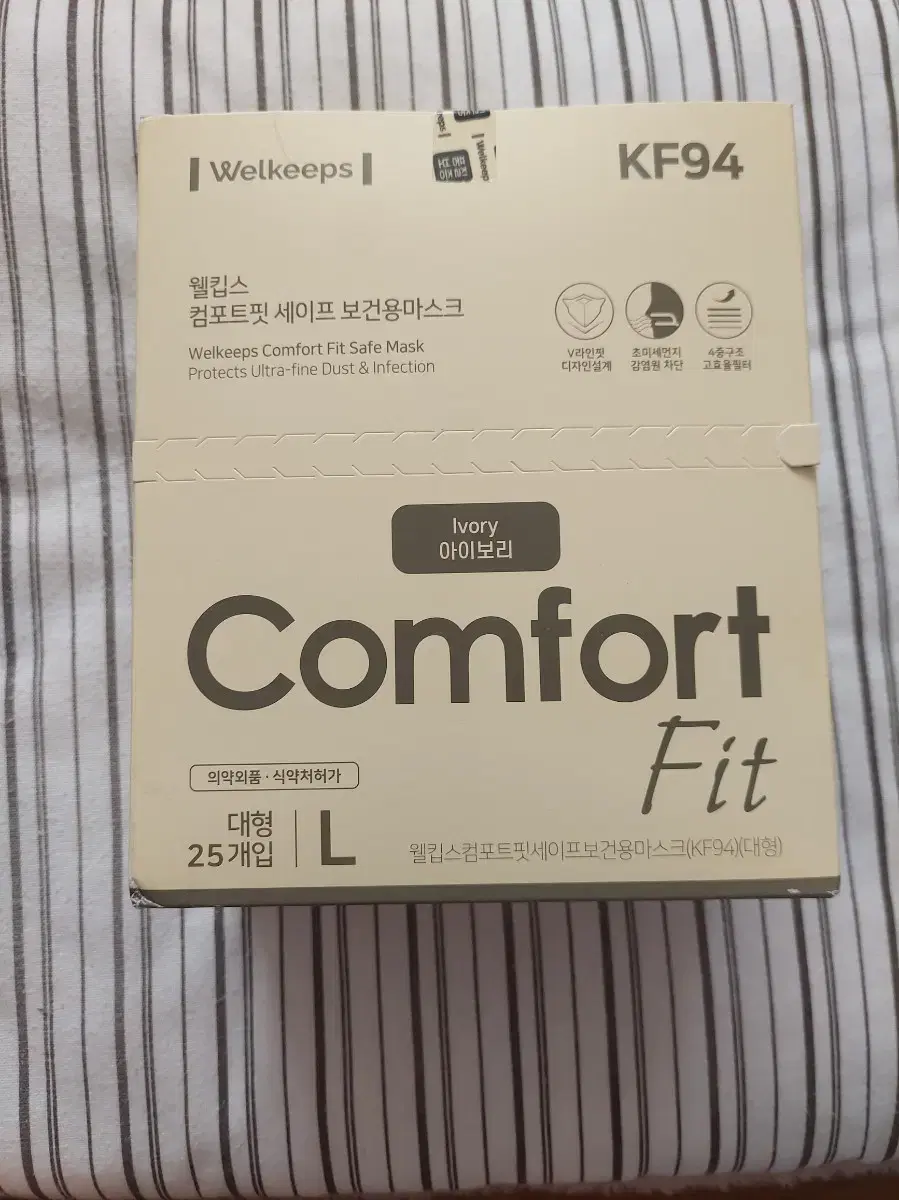 Welkeeps
KF94
웰킵스
컴포트핏 세이프 보건용마스크
Welkeeps Comfort Fit Safe Mask
Protects Ultra-fine Dust & Infection
V라인핏
디자인설계
초미세먼지
감염원 차단
4중구조
고효율필터
Ivory
아이보리
Comfort
Fit
의약외품·식약처허가
대형
25개입
L
웰킵스컴포트핏세이프보건용마스크(KF94)(대형)